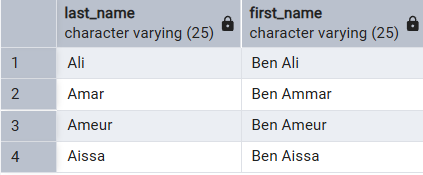 last_name first_name
character varying (25) character varying (25)
1 Ali Ben Ali
2 Amar Ben Ammar
3 Ameur Ben Ameur
4 Aissa Ben Aissa